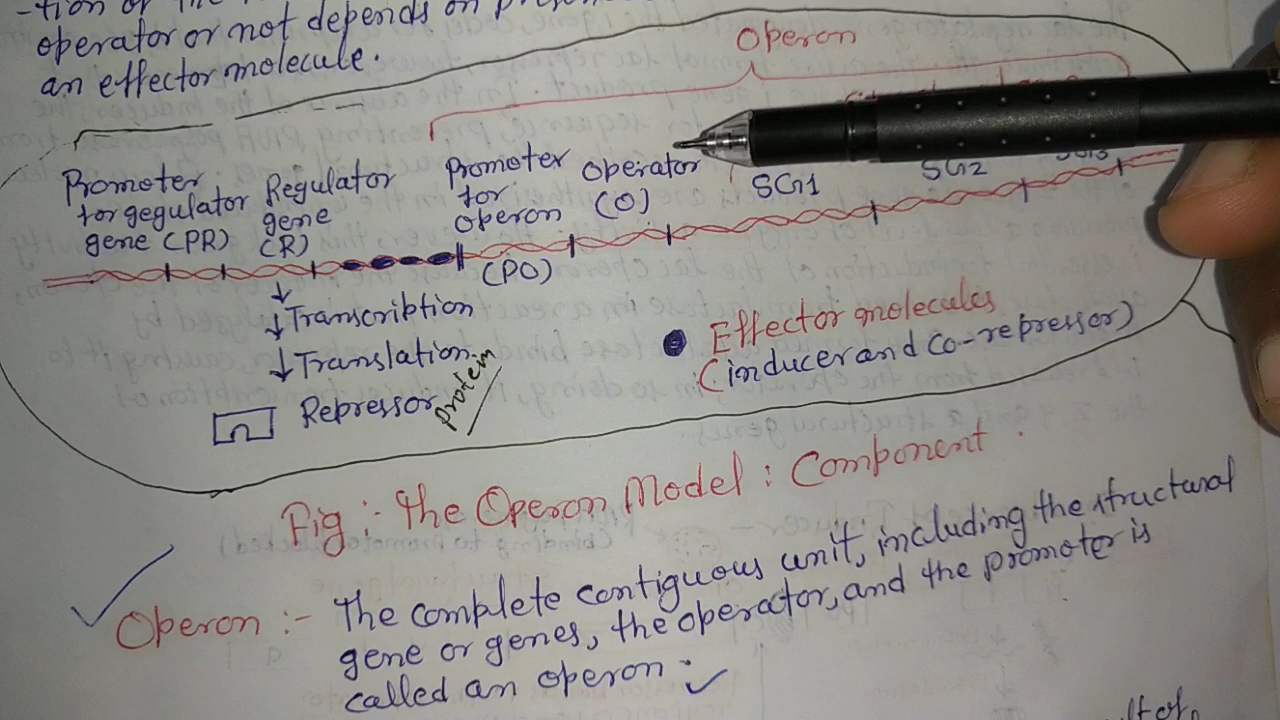 operator or not depends on
an effector molecule.
Operon
Promoter
for gegulator
gene (PR)
Regulator
gene
(R)
Promoter
for
operon
(PO)
Operator
(O)
SG1
SG2
SG3
Transcription
Translation
Repressor
protein
Effector molecules
(inducer and Co-repressor)
Fig :- The Operon Model : Component
Operon :- The complete contiguous unit, including the structural
gene or genes, the operator, and the promoter is
called an operon :